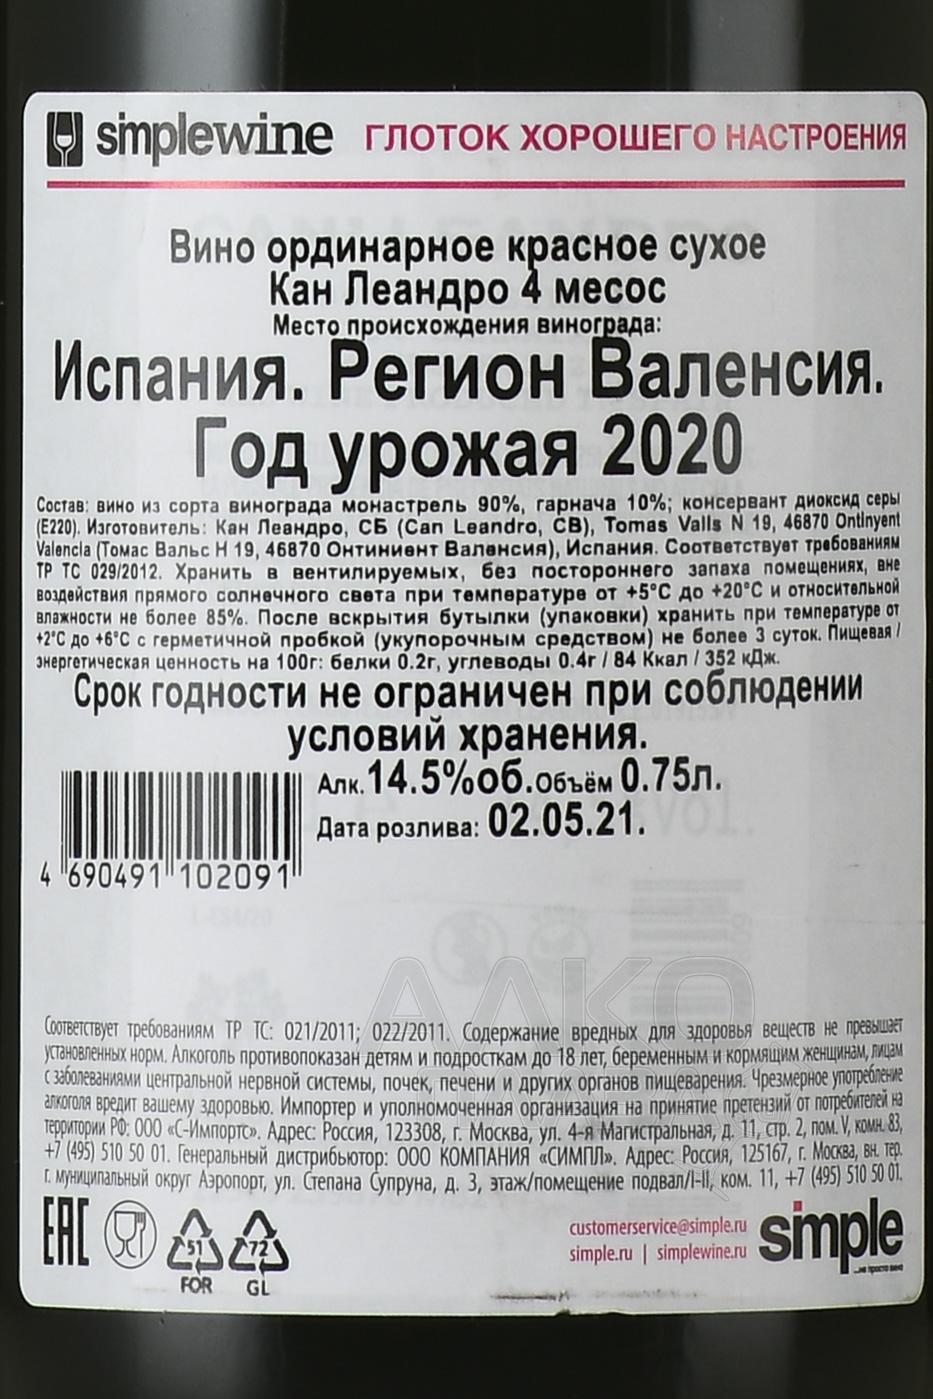 simplewine ГЛОТОК ХОРОШЕГО НАСТРОЕНИЯ
Вино ординарное красное сухое
Кан Леандро 4 месос
Место происхождения винограда:
Испания. Регион Валенсия.
Год урожая 2020
Состав: вино из сорта винограда монастрель 90%, гарнача 10%; консервант диоксид серы
(Е220). Изготовитель: Кан Леандро, СБ (Can Leandro, CB), Tomas Valls N 19, 46870 Ontinyent
Valencia (Томас Вальс Н 19, 46870 Онтиниент Валенсия), Испания. Соответствует требованиям
ТР ТС 029/2012. Хранить в вентилируемых, без постороннего запаха помещениях, вне
воздействия прямого солнечного света при температуре от +5°С до +20°С и относительной
влажности не более 85%. После вскрытия бутылки (упаковки) хранить при температуре от
+2°С до +6°С с герметичной пробкой (укупорочным средством) не более 3 суток. Пищевая /
энергетическая ценность на 100г: белки 0.2г, углеводы 0.4г / 84 Ккал / 352 кДж.
Срок годности не ограничен при соблюдении
условий хранения.
Алк. 14.5%об. Объём 0.75л.
Дата розлива: 02.05.21.
4 690491 102091
АЛКО
Соответствует требованиям ТР ТС: 021/2011; 022/2011. Содержание вредных для здоровья веществ не превышает
установленных норм. Алкоголь противопоказан детям и подросткам до 18 лет, беременным и кормящим женщинам, лицам
с заболеваниями центральной нервной системы, почек, печени и других органов пищеварения. Чрезмерное употребление
алкоголя вредит вашему здоровью. Импортер и уполномоченная организация на принятие претензий от потребителей на
территории РФ: ООО «С-Импортс». Адрес: Россия, 123308, г. Москва, ул. 4-я Магистральная, д. 11, стр. 2, пом. V, комн. 83,
+7 (495) 510 50 01. Генеральный дистрибьютор: ООО КОМПАНИЯ «СИМПЛ». Адрес: Россия, 125167, г. Москва, вн. тер.
г. муниципальный округ Аэропорт, ул. Степана Супруна, д. 3, этаж/помещение подвал/I-II, ком. 11, +7 (495) 510 50 01.
EAC 51 FOR 72 GL
customerservice@simple.ru
simple.ru | simplewine.ru
simple
...не просто вино